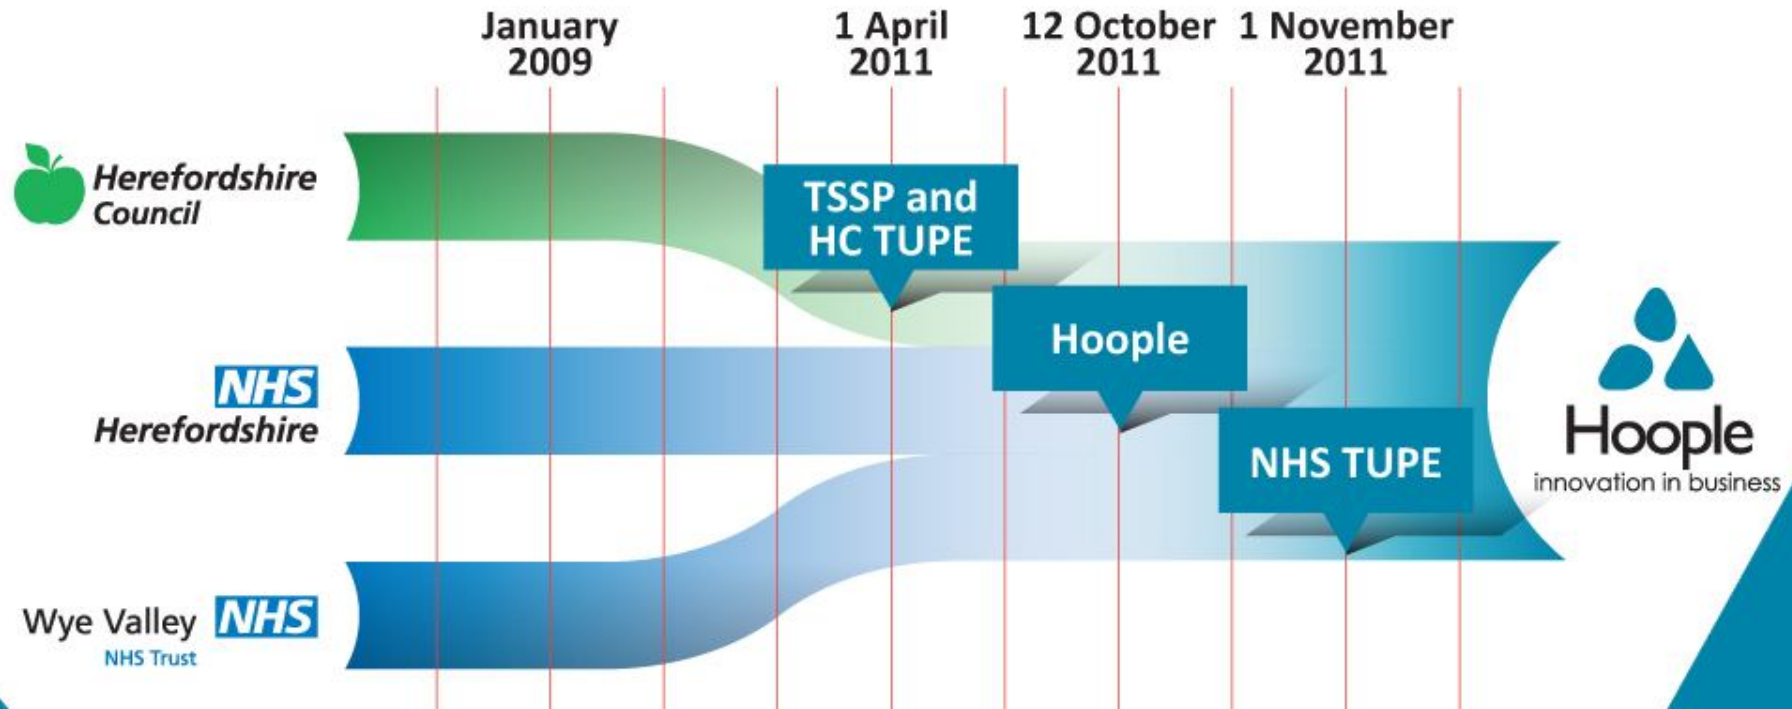 January
2009
1 April
2011
12 October
2011
1 November
2011
Herefordshire
Council
TSSP and
HC TUPE
Hoople
NHS
Herefordshire
NHS TUPE
Hoople
innovation in business
Wye Valley NHS
NHS Trust